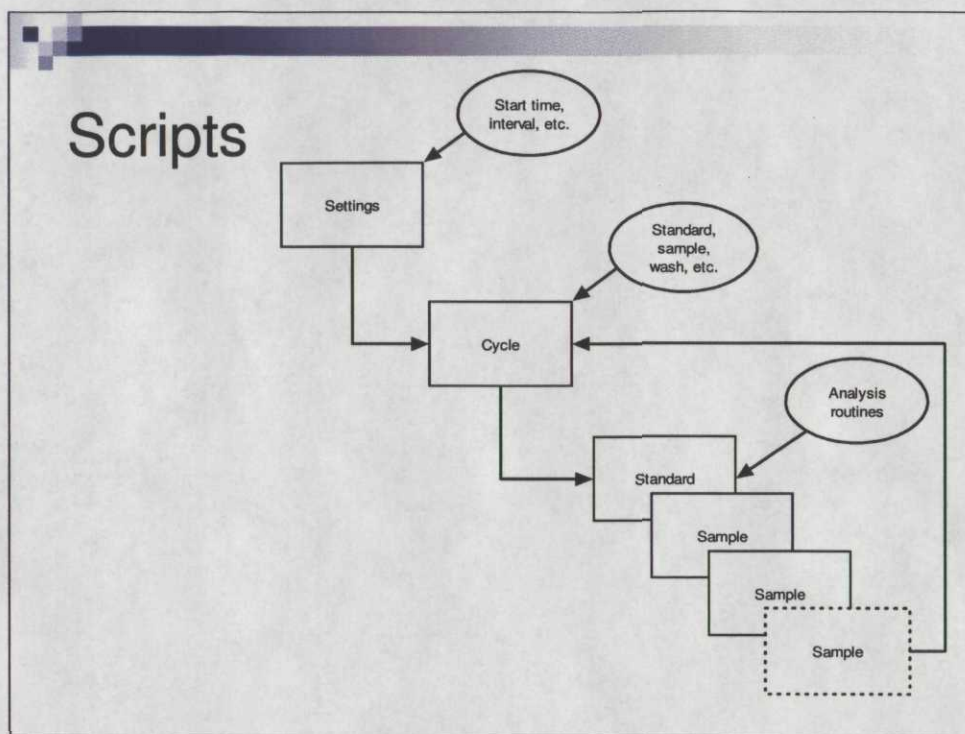 Scripts
Start time,
interval, etc.
Settings
Standard,
sample,
wash, etc.
Cycle
Analysis
routines
Standard
Sample
Sample
Sample